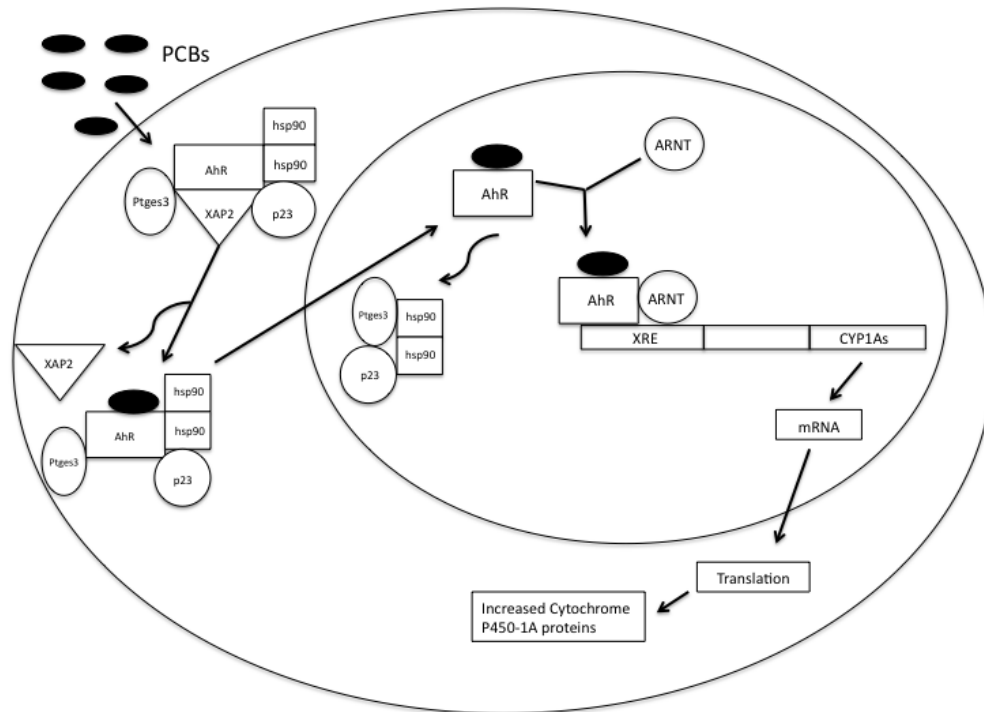 PCBs
hsp90
hsp90
AhR
Ptges3
XAP2
p23
XAP2
hsp90
hsp90
AhR
Ptges3
p23
AhR
ARNT
Ptges3
hsp90
hsp90
p23
AhR
ARNT
XRE
CYP1As
mRNA
Translation
Increased Cytochrome
P450-1A proteins